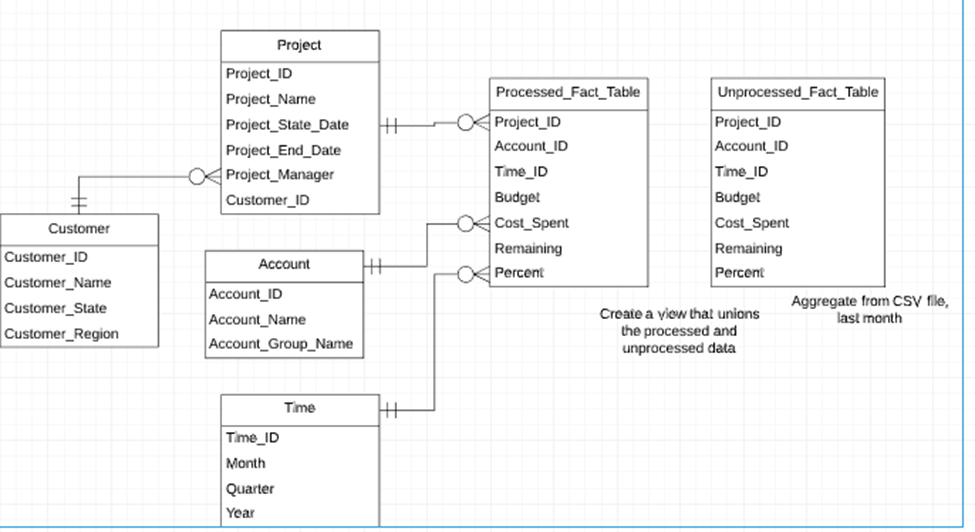 Project
Project_ID
Project_Name
Project_State_Date
Project_End_Date
Project_Manager
Customer_ID
Customer
Customer_ID
Customer_Name
Customer_State
Customer_Region
Account
Account_ID
Account_Name
Account_Group_Name
Time
Time_ID
Month
Quarter
Year
Processed_Fact_Table
Project_ID
Account_ID
Time_ID
Budget
Cost_Spent
Remaining
Percent
Create a view that unions
the processed and
unprocessed data
Unprocessed_Fact_Table
Project_ID
Account_ID
Time_ID
Budget
Cost_Spent
Remaining
Percent
Aggregate from CSV file,
last month